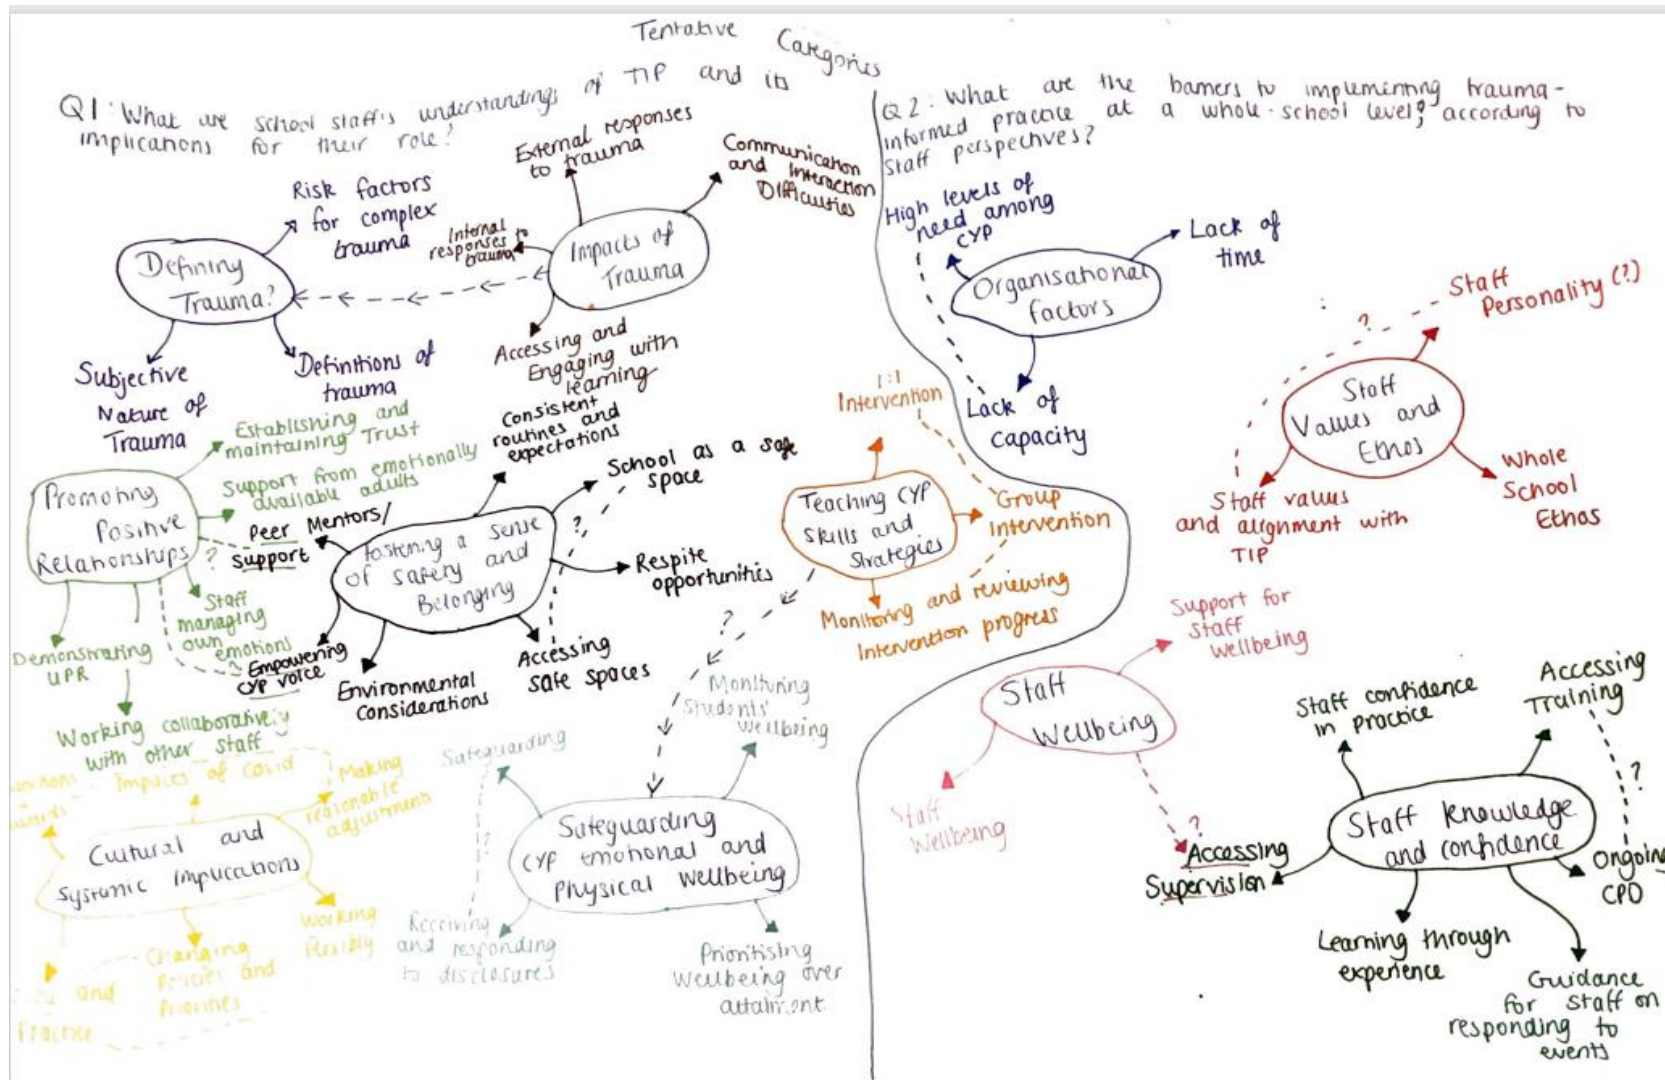 Tentative Categories
Q1: What are school staff's understandings of TIP and its
implications for their role?
Risk factors
for complex
trauma
Defining
Trauma?
Subjective
Nature of
Trauma
Definitions of
trauma
External responses
to trauma
Communication
and Interaction
Difficulties
Internal
responses to
trauma
Impacts of
Trauma
Accessing and
Engaging with
learning
Establishing and
maintaining Trust
Support from emotionally
available adults
Promoting
Positive
Relationships
?
Staff
managing
own
emotions
Demonstrating
UPR
Working collaboratively
with other staff
Consistent
routines and
expectations
School as a safe
space
Peer Mentors/
support
Fostering a sense
of safety and
Belonging
?
Respite
opportunities
Empowering
CYP voice
Environmental
Considerations
Accessing
safe spaces
1:1
Intervention
Teaching CYP
Skills and
Strategies
Group
Intervention
Monitoring and reviewing
Intervention progress
?
Impacts of Covid
Making
reasonable
adjustments
Cultural and
Systemic Implications
Working
flexibly
Changing
Policies and
Priorities
and
Practice
Safeguarding
Monitoring
Students'
Wellbeing
?
Safeguarding
CYP emotional and
Physical Wellbeing
Receiving
and responding
to disclosures
Prioritising
Wellbeing over
attainment
Q2: What are the barriers to implementing trauma-
informed practice at a whole-school level, according to
staff perspectives?
High levels of
need among
CYP
Lack of
time
Organisational
factors
Lack of
Capacity
Staff
Personality (?)
?
Staff
Values and
Ethos
Staff values
and alignment with
TIP
Whole
School
Ethos
Support for
Staff
Wellbeing
Staff
Wellbeing
Staff
Wellbeing
?
Staff confidence
in practice
Accessing
Training
?
Staff Knowledge
and confidence
Accessing
Supervision
Ongoing
CPD
Learning through
experience
Guidance
for staff on
responding to
events